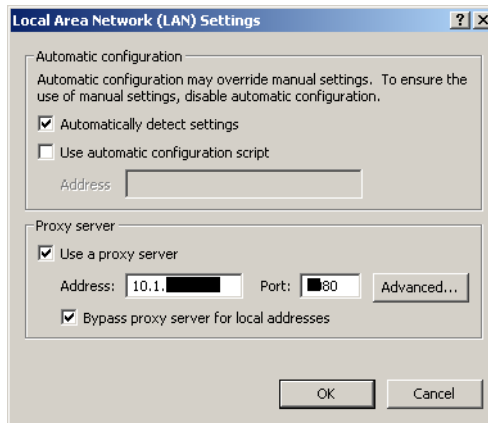 Local Area Network (LAN) Settings
Automatic configuration
Automatic configuration may override manual settings. To ensure the
use of manual settings, disable automatic configuration.
Automatically detect settings
Use automatic configuration script
Address
Proxy server
Use a proxy server
Address: 10.1. Port: 80 Advanced...
Bypass proxy server for local addresses
OK Cancel